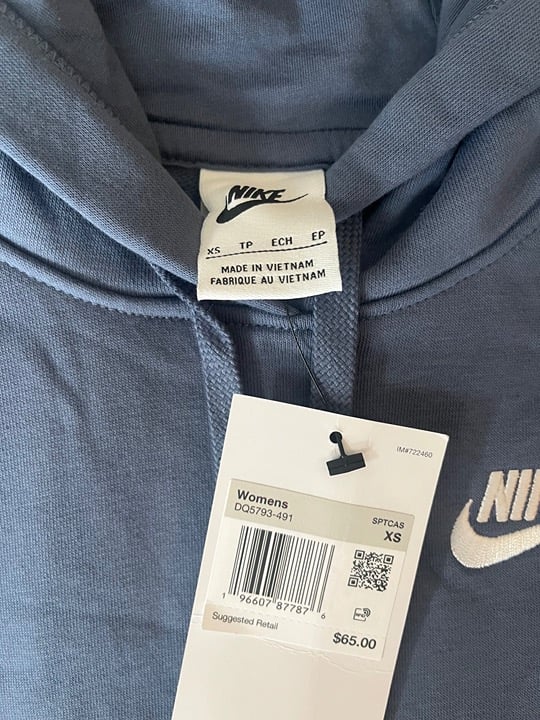 NIKE
XS TP ECH EP
MADE IN VIETNAM
FABRIQUE AU VIETNAM
IM#722460
Womens
DQ5793-491
SPTCAS
XS
1 96607 87787 6
Suggested Retail
$65.00
NI